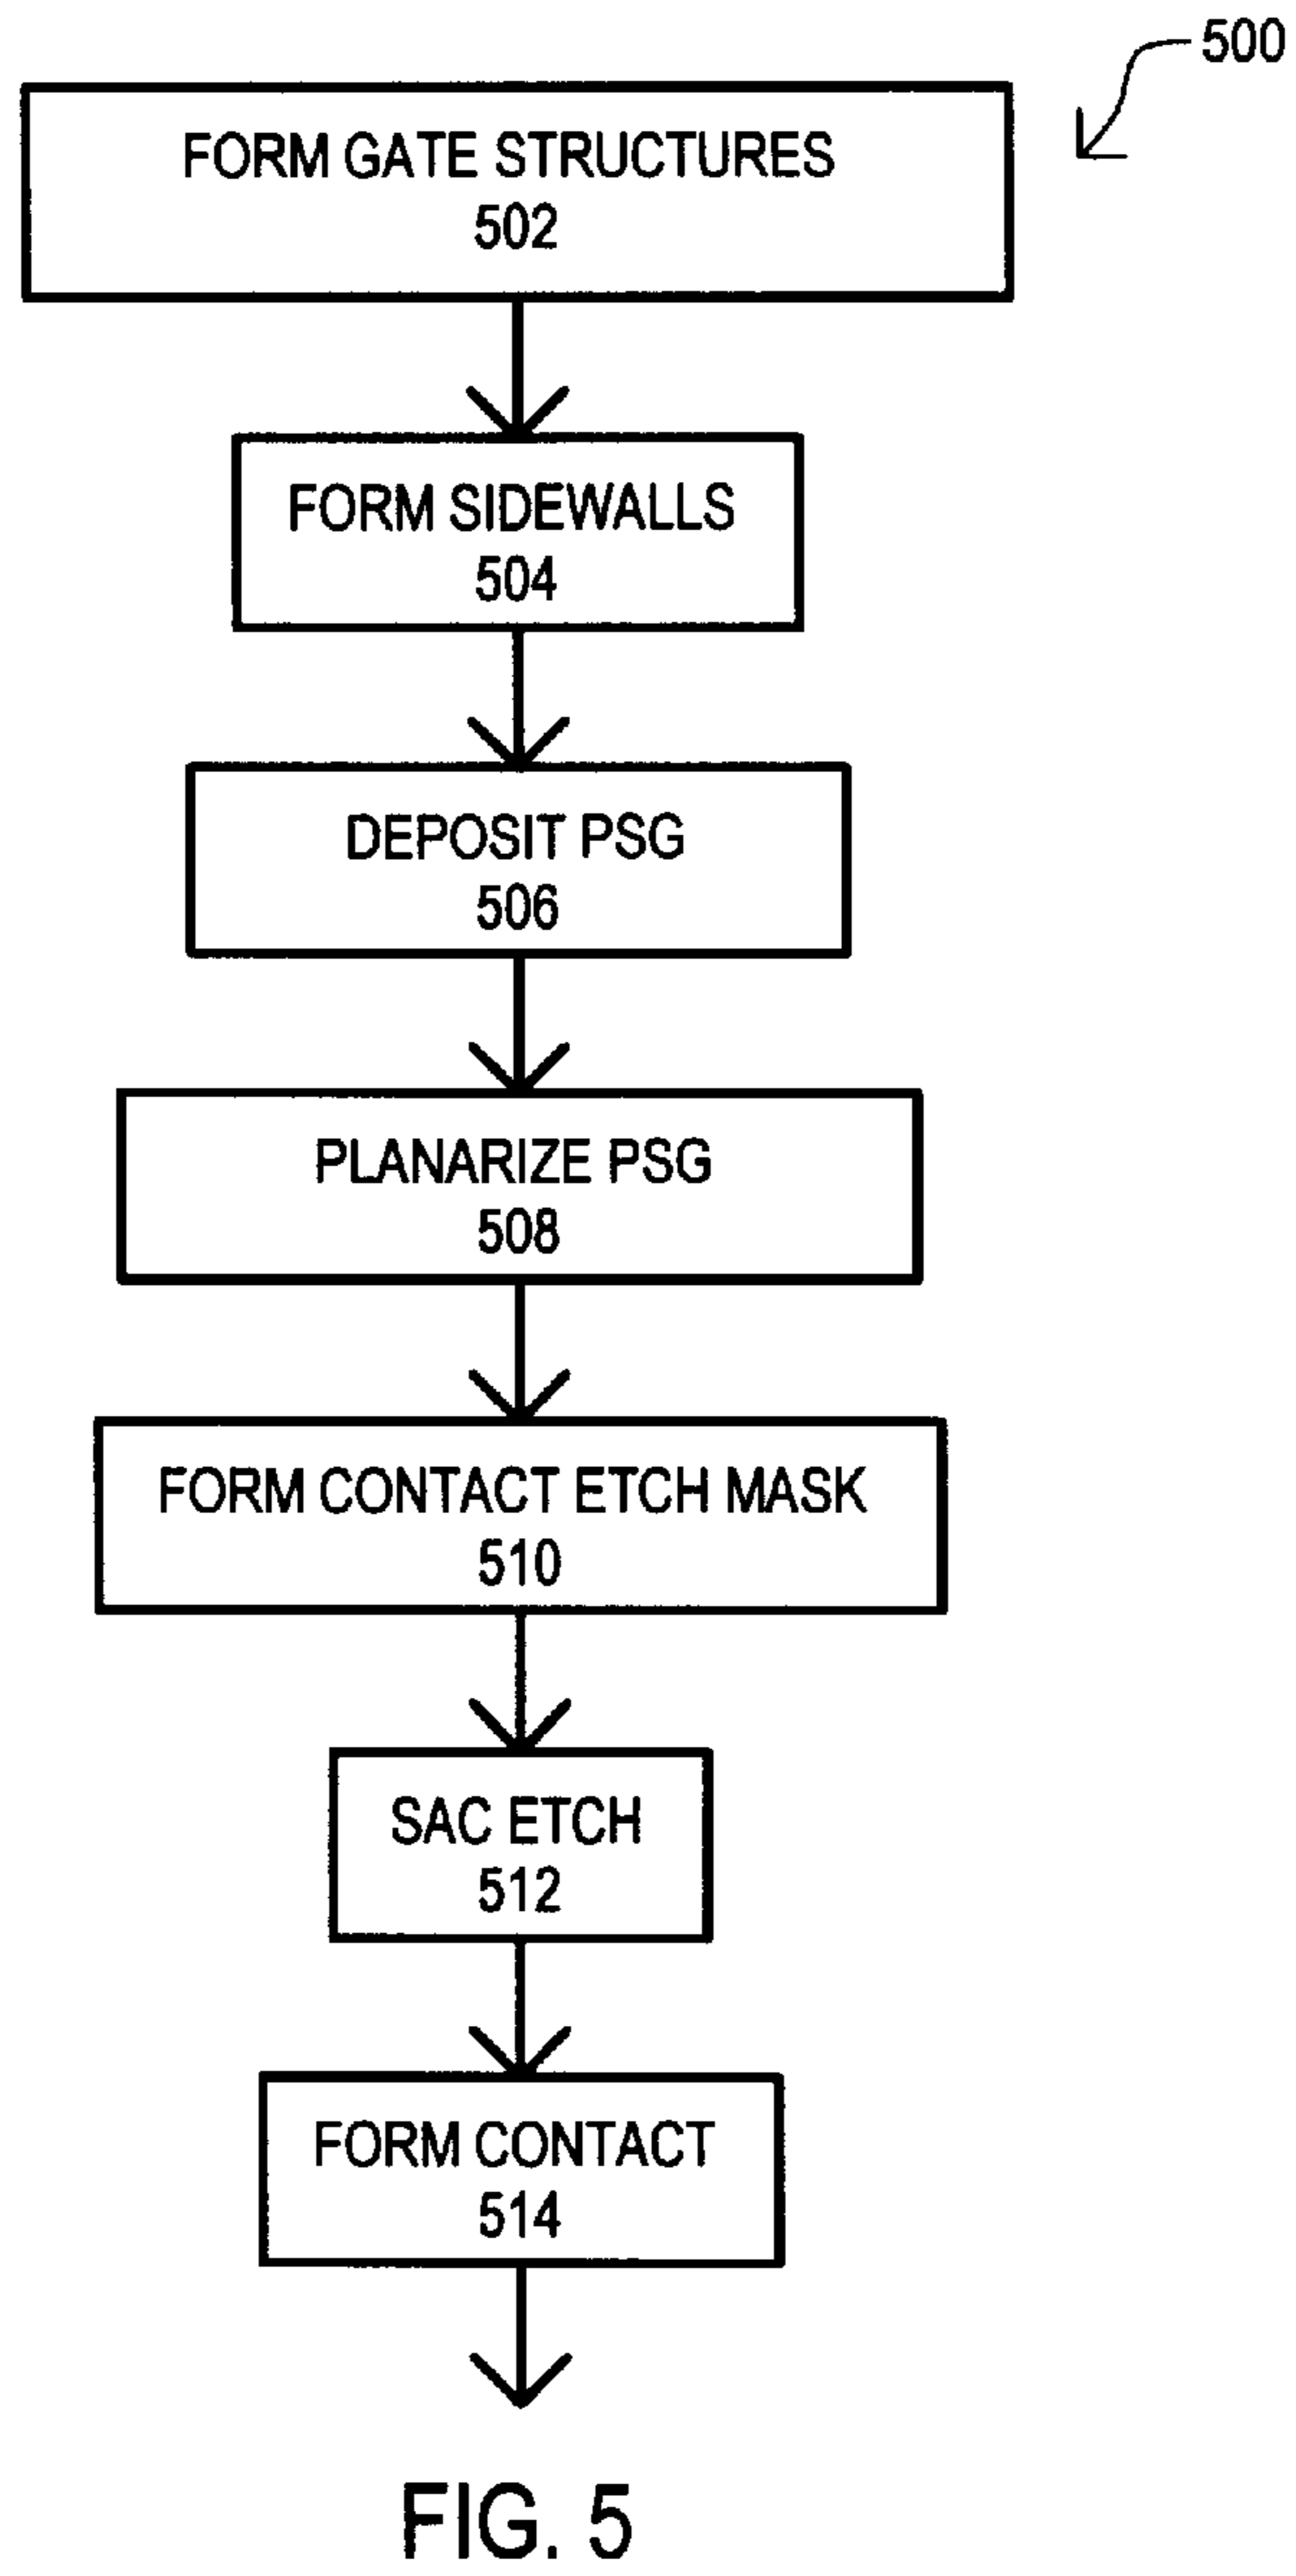 500
FORM GATE STRUCTURES
502
FORM SIDEWALLS
504
DEPOSIT PSG
506
PLANARIZE PSG
508
FORM CONTACT ETCH MASK
510
SAC ETCH
512
FORM CONTACT
514
FIG. 5